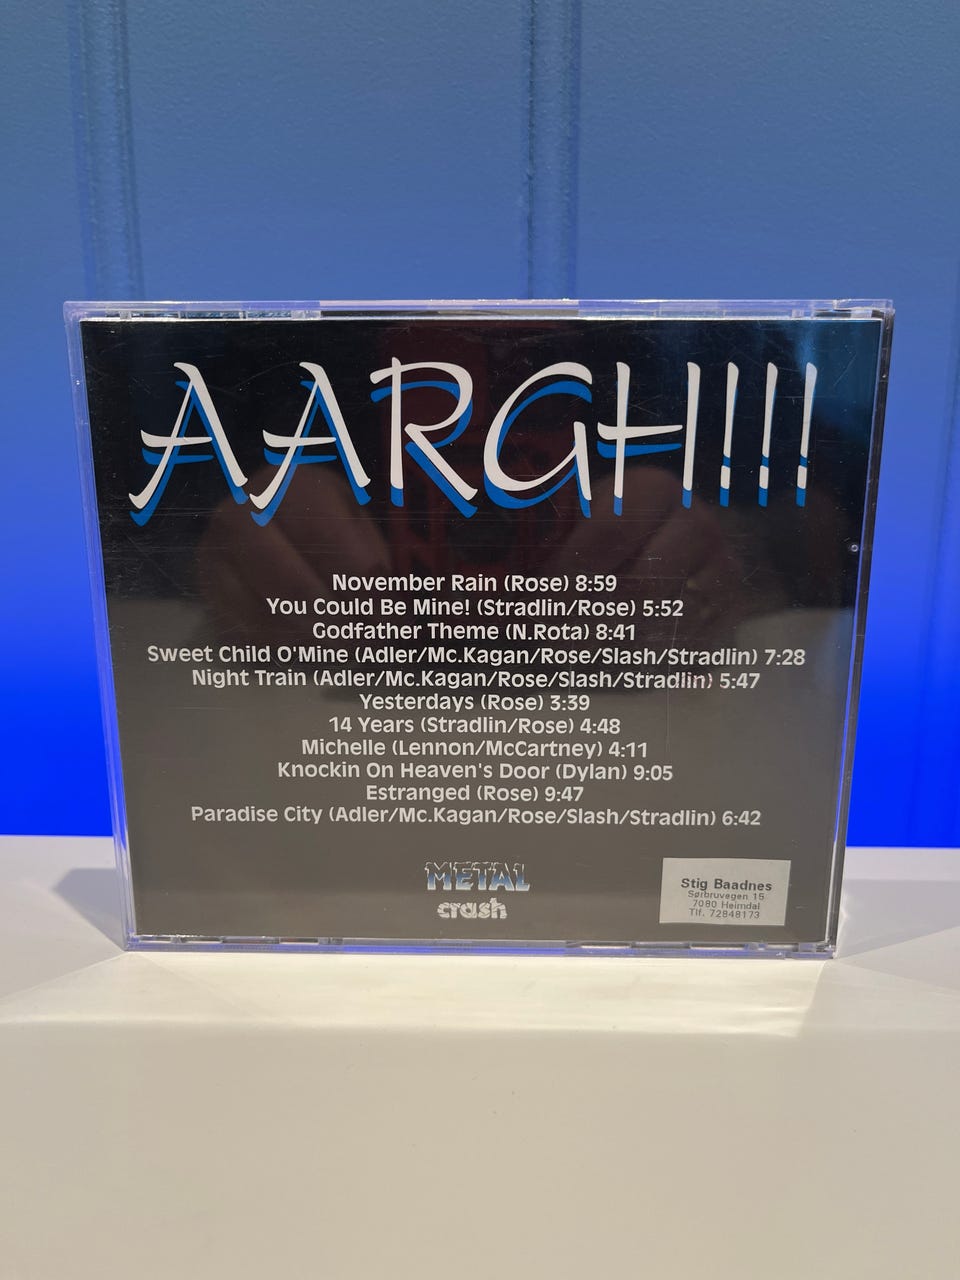 AARGH!!!
November Rain (Rose) 8:59
You Could Be Mine! (Stradlin/Rose) 5:52
Godfather Theme (N.Rota) 8:41
Sweet Child O'Mine (Adler/Mc.Kagan/Rose/Slash/Stradlin) 7:28
Night Train (Adler/Mc.Kagan/Rose/Slash/Stradlin) 5:47
Yesterdays (Rose) 3:39
14 Years (Stradlin/Rose) 4:48
Michelle (Lennon/McCartney) 4:11
Knockin On Heaven's Door (Dylan) 9:05
Estranged (Rose) 9:47
Paradise City (Adler/Mc.Kagan/Rose/Slash/Stradlin) 6:42
METAL
crash
Stig Baadnes
Sørbruvegen 15
7080 Heimdal
Tlf. 72848173